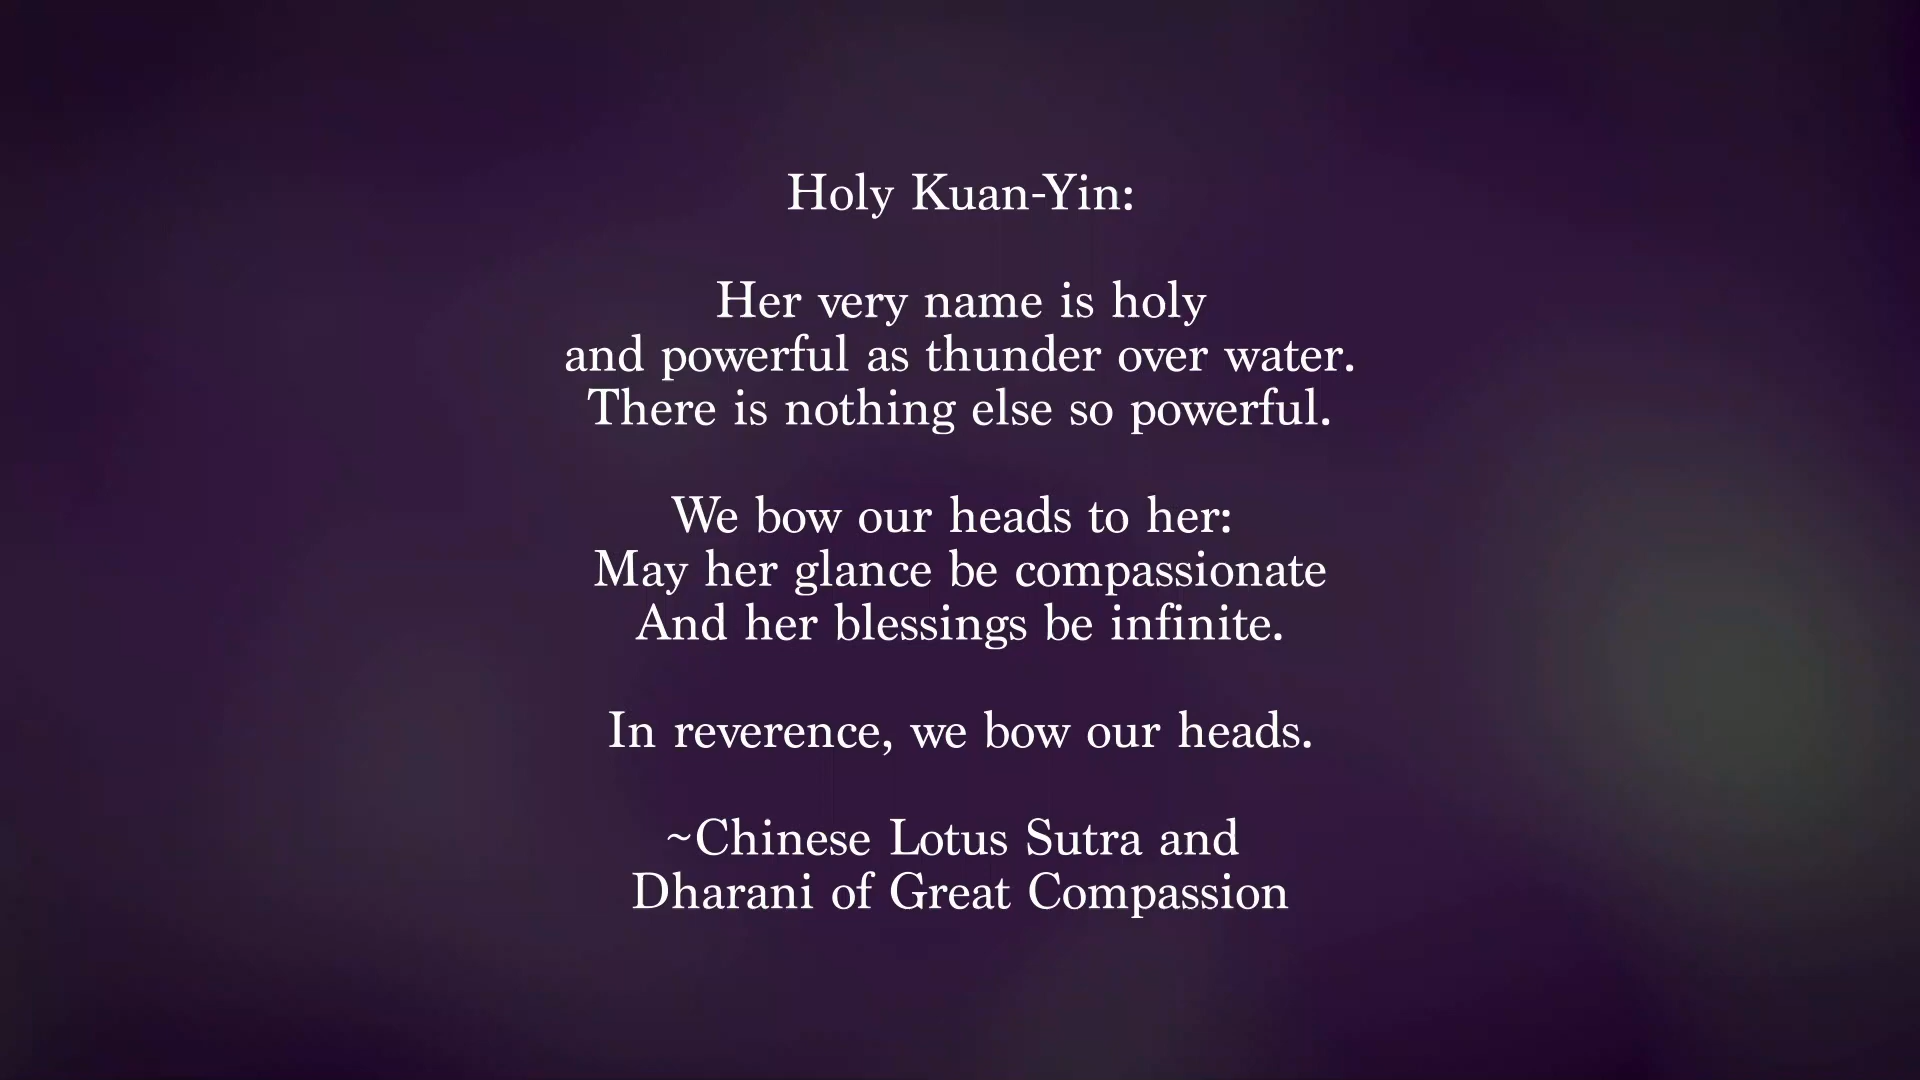 Holy Kuan-Yin:
Her very name is holy
and powerful as thunder over water.
There is nothing else so powerful.
We bow our heads to her:
May her glance be compassionate
And her blessings be infinite.
In reverence, we bow our heads.
~Chinese Lotus Sutra and
Dharani of Great Compassion